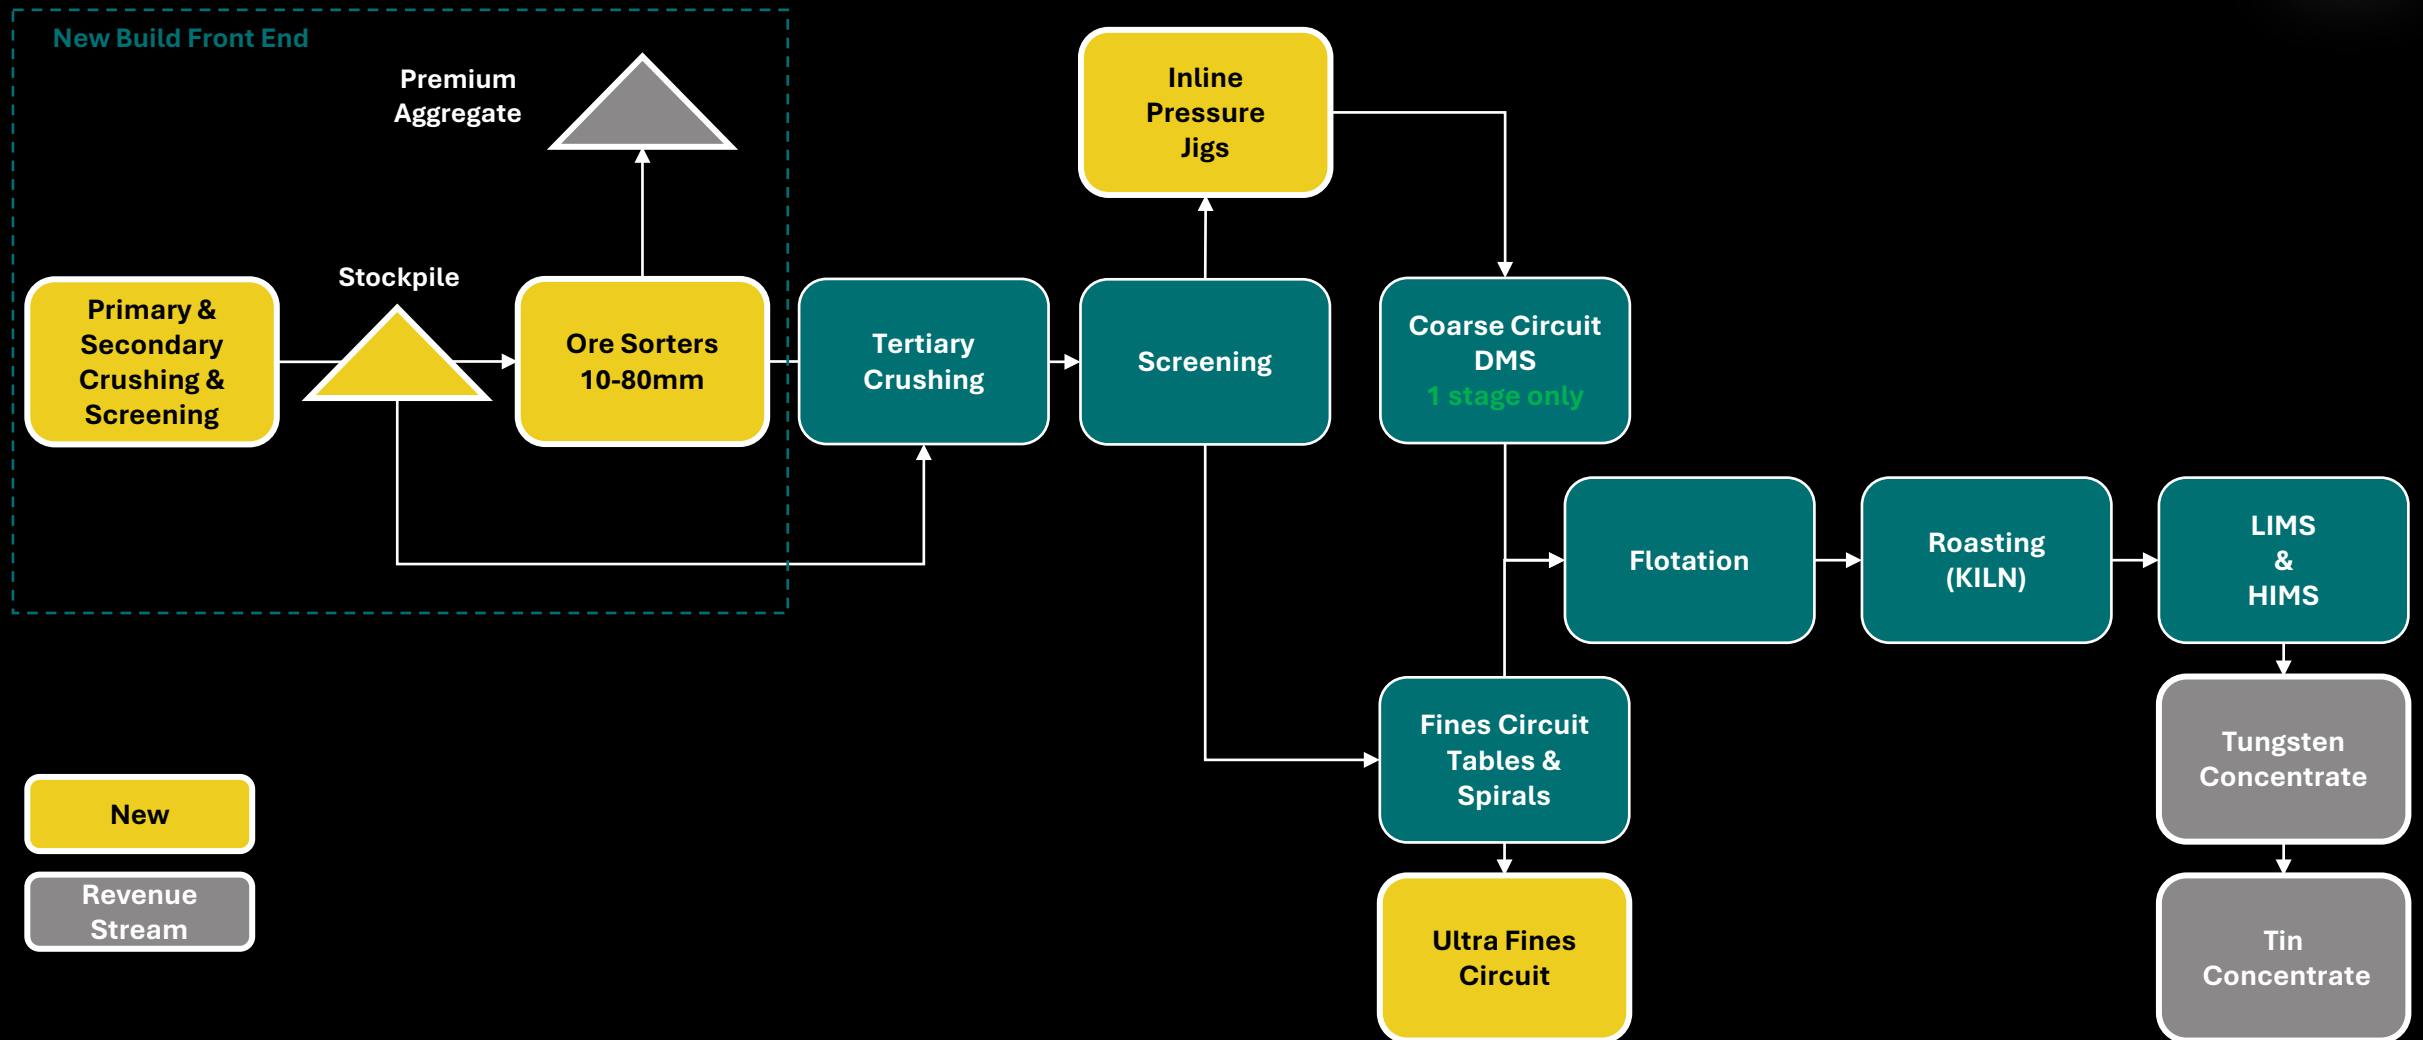 New Build Front End
Premium
Aggregate
Stockpile
Primary &
Secondary
Crushing &
Screening
Ore Sorters
10-80mm
Tertiary
Crushing
Screening
Inline
Pressure
Jigs
Coarse Circuit
DMS
1 stage only
Flotation
Roasting
(KILN)
LIMS
&
HIMS
Fines Circuit
Tables &
Spirals
Ultra Fines
Circuit
Tungsten
Concentrate
Tin
Concentrate
New
Revenue
Stream